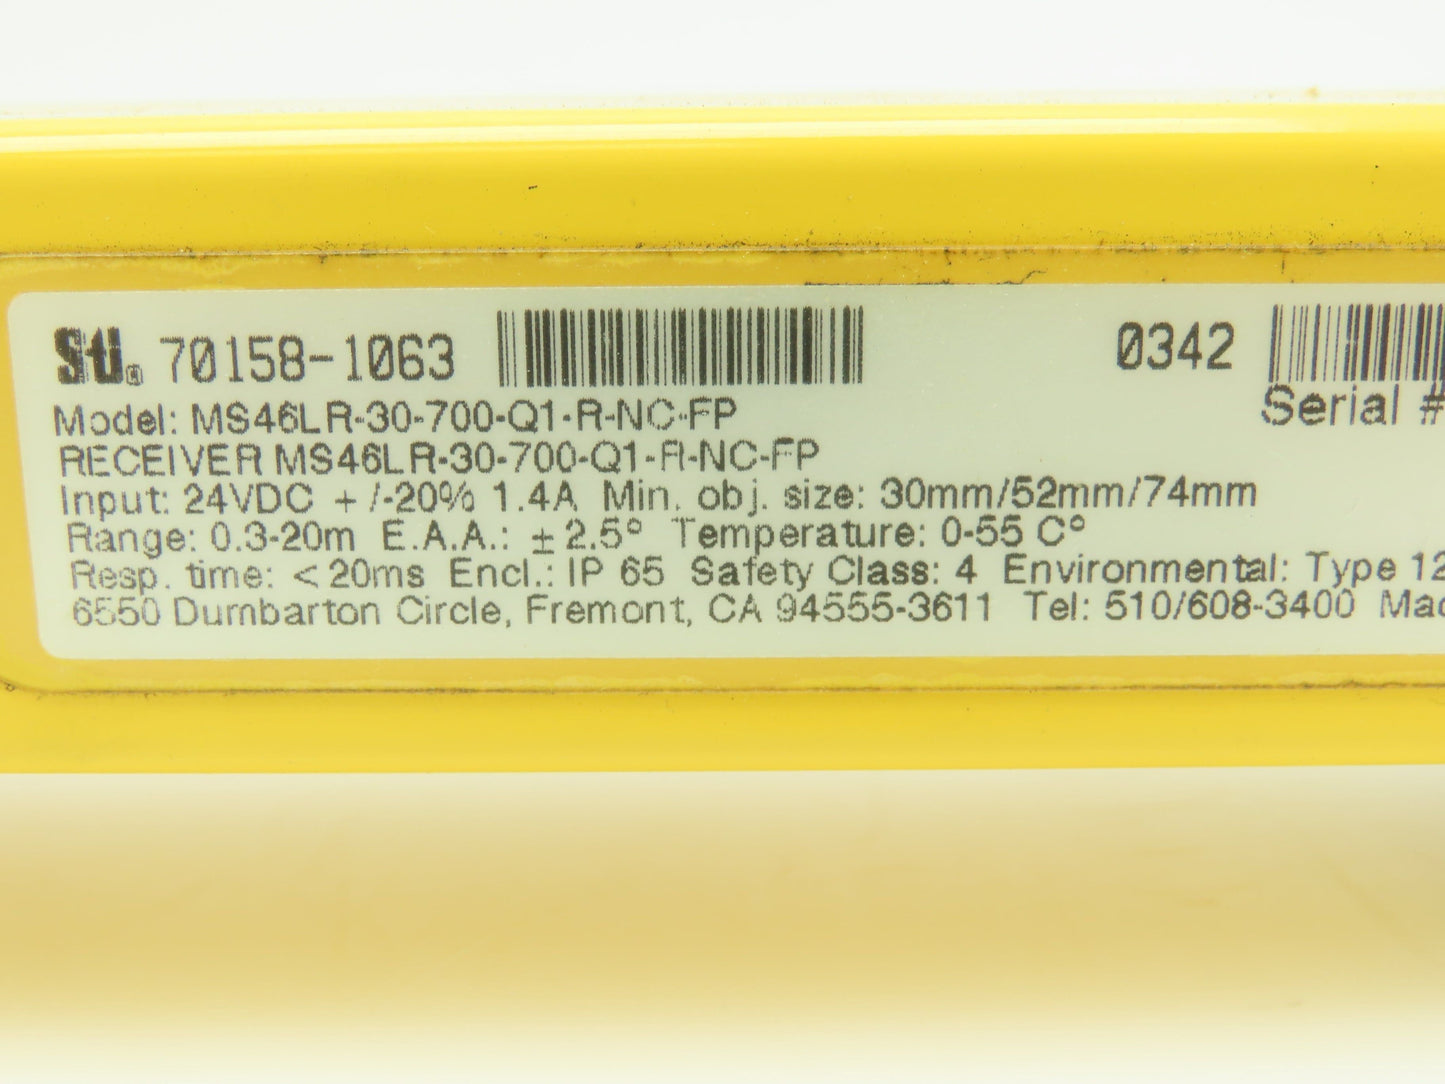 Sti® 70158-1063 0342
Serial #
Model: MS46LR-30-700-Q1-R-NC-FP
RECEIVER MS46LR-30-700-Q1-R-NC-FP
Input: 24VDC +/-20% 1.4A Min. obj. size: 30mm/52mm/74mm
Range: 0.3-20m E.A.A.: ±2.5° Temperature: 0-55 C°
Resp. time: <20ms Encl.: IP 65 Safety Class: 4 Environmental: Type 12
6550 Dumbarton Circle, Fremont, CA 94555-3611 Tel: 510/608-3400